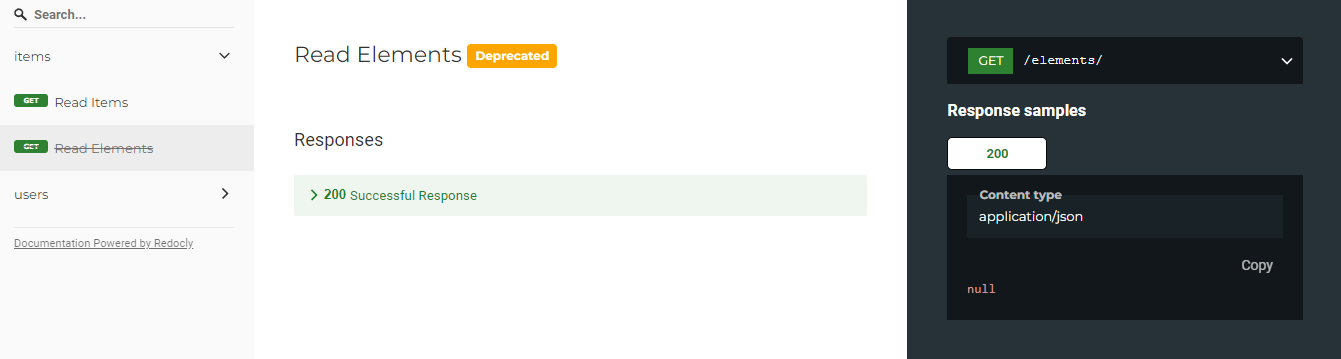 Search...
items
GET Read Items
GET Read Elements
users
Documentation Powered by Redocly
Read Elements Deprecated
Responses
200 Successful Response
GET /elements/
Response samples
200
Content type
application/json
Copy
null